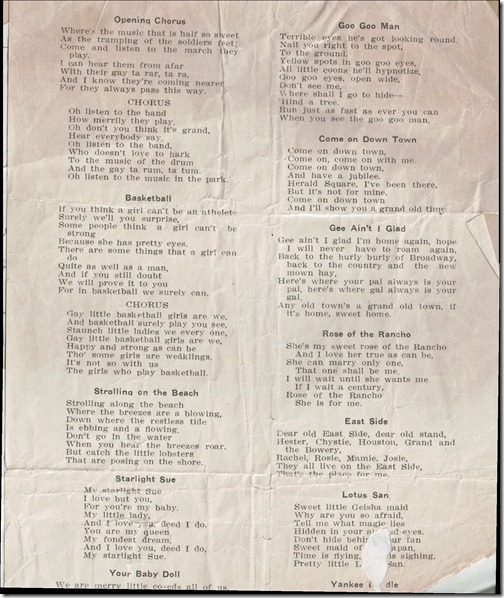 Opening Chorus
Where's the music that is half so sweet
As the tramping of the soldiers feet;
Come and listen to the march they
play.
I can hear them from afar
With their gay ta rar, ta ra,
And I know they're coming nearer
For they always pass this way.
CHORUS
Oh listen to the band
How merrily they play.
Oh don't you think it's grand,
Hear everybody say.
Oh listen to the band,
Who doesn't love to hark
To the music of the drum
And the gay ta rum, ta tum.
Oh listen to the music in the park.
Basketball
If you think a girl can't be an athelete
Surely we'll you surprise,
Some people think a girl can't be
strong
Because she has pretty eyes.
There are some things that a girl can
do
Quite as well as a man,
And if you still doubt
We will prove it to you
For in basketball we surely can.
CHORUS
Gay little basketball girls are we,
And basketball surely play you see,
Staunch little ladies we every one,
Gay little basketball girls are we,
Happy and strong as can be
Tho' some girls are weaklings,
It's not so with us
The girls who play basketball.
Strolling on the Beach
Strolling along the beach
Where the breezes are a blowing,
Down where the restless tide
Is ebbing and a flowing,
Don't go in the water
When you hear the breezes roar,
But catch the little lobsters
That are posing on the shore.
Starlight Sue
My starlight Sue
I love but you,
For you're my baby.
My little lady,
And I love you, deed I do.
You are my queen
My fondest dream,
And I love you, deed I do,
My starlight Sue.
Your Baby Doll
We are merry little co-eds all of us,
Goo Goo Man
Terrible eyes he's got looking round.
Nail you right to the spot,
To the ground.
Yellow spots in goo goo eyes,
All little coons he'll hypnotize,
Goo goo eyes, open wide,
Don't see me,
Where shall I go to hide—
'Hind a tree.
Run just as fast as ever you can
When you see the goo goo man.
Come on Down Town
Come on down town,
Come on, come on with me.
Come on down town,
And have a jubilee.
Herald Square, I've been there,
But it's not for mine.
Come on down town
And I'll show you a grand old time.
Gee Ain't I Glad
Gee ain't I glad I'm home again, hope
I will never have to roam again,
Back to the hurly burly of Broadway,
back to the country and the new
mown hay,
Here's where your pal always is your
pal, here's where gal always is your
gal.
Any old town's a grand old town, if
it's home, sweet home.
Rose of the Rancho
She's my sweet rose of the Rancho
And I love her true as can be,
She can marry only one,
That one shall be me.
I will wait until she wants me
If I wait a century,
Rose of the Rancho
She is for me.
East Side
Dear old East Side, dear old stand,
Hester, Chystie, Houston, Grand and
the Bowery,
Rachel, Rosie, Mamie, Josie,
They all live on the East Side,
That's the place for me.
Lotus San
Sweet little Geisha maid
Why are you so afraid,
Tell me what magic lies
Hidden in your eyes.
Don't hide your fan
Sweet maid of Japan,
Time is flying, sighing.
Pretty little San.
Yankee